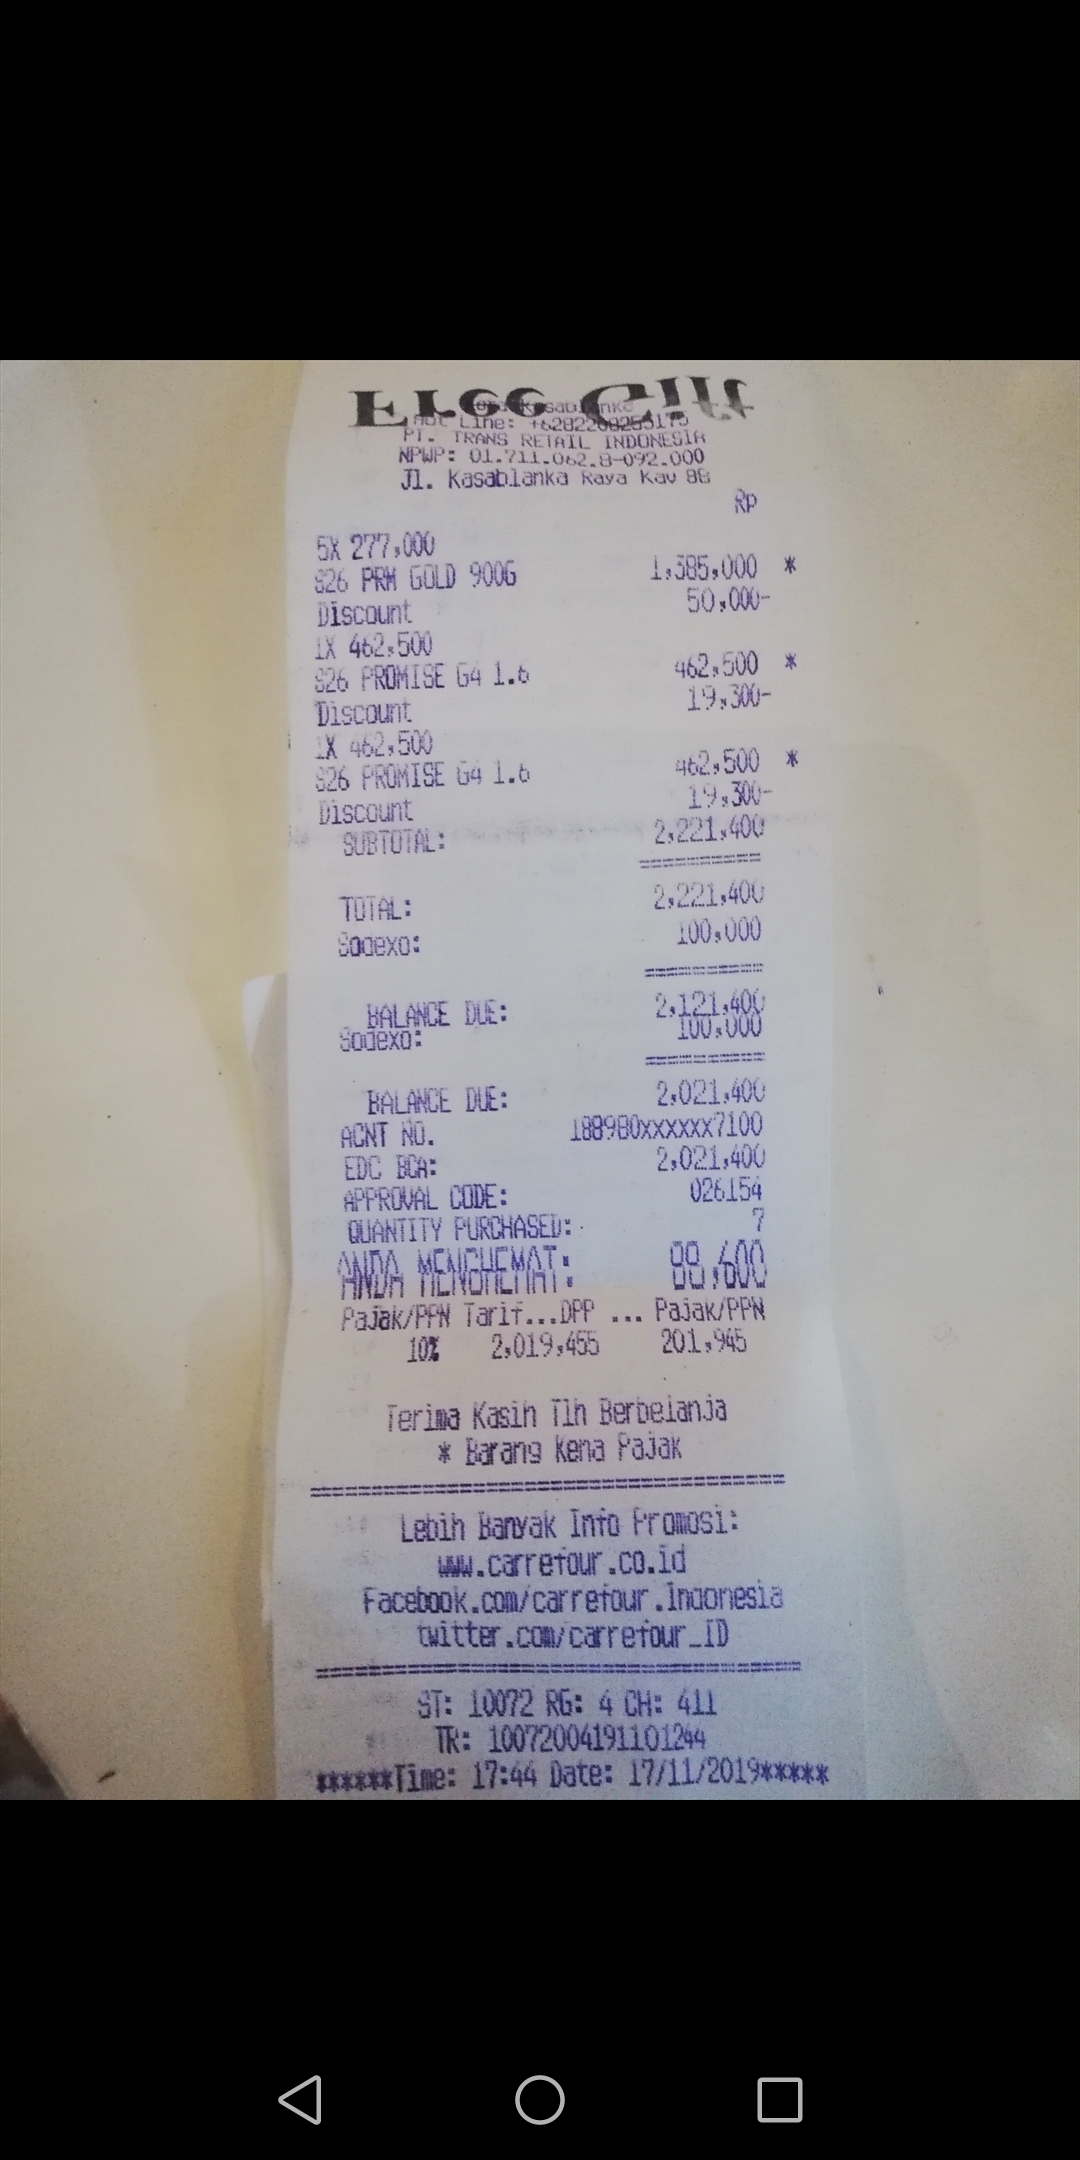 Free Gift
Hot Line: +6282208255175
PT. TRANS RETAIL INDONESIA
NPWP: 01.711.062.8-092.000
Jl. Kasablanka Raya Kav 88
Rp
5X 277,000
S26 PRM GOLD 900G 1,385,000 *
Discount 50,000-
1X 462,500
S26 PROMISE G4 1.6 462,500 *
Discount 19,300-
1X 462,500
S26 PROMISE G4 1.6 462,500 *
Discount 19,300-
SUBTOTAL: 2,221,400
TOTAL: 2,221,400
Sodexo: 100,000
BALANCE DUE: 2,121,400
Sodexo: 100,000
BALANCE DUE: 2,021,400
ACNT NO. 188980xxxxxx7100
EDC BCA: 2,021,400
APPROVAL CODE: 026154
QUANTITY PURCHASED: 7
ANDA MENGHEMAT: 88,600
Pajak/PPN Tarif...DPP ... Pajak/PPN
10% 2,019,455 201,945
Terima Kasih Tlh Berbelanja
* Barang Kena Pajak
Lebih Banyak Info Promosi:
www.carrefour.co.id
Facebook.com/carrefour.Indonesia
twitter.com/carrefour_ID
ST: 10072 RG: 4 CH: 411
TR: 10072004191101244
******Time: 17:44 Date: 17/11/2019*****